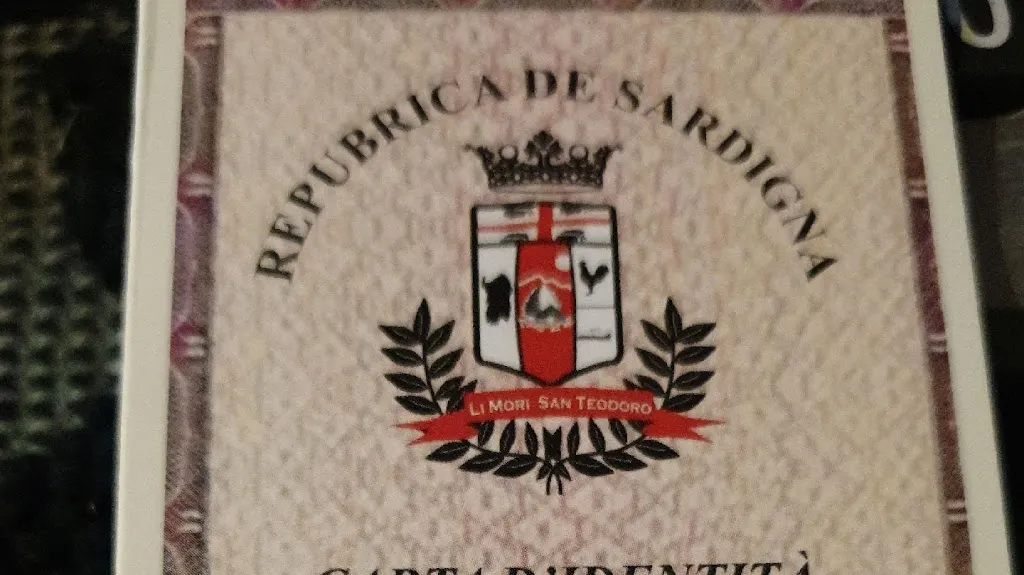 REPUBRICA DE SARDIGNA
LI MORI SAN TEODORO
CARTA D'IDENTITÀ